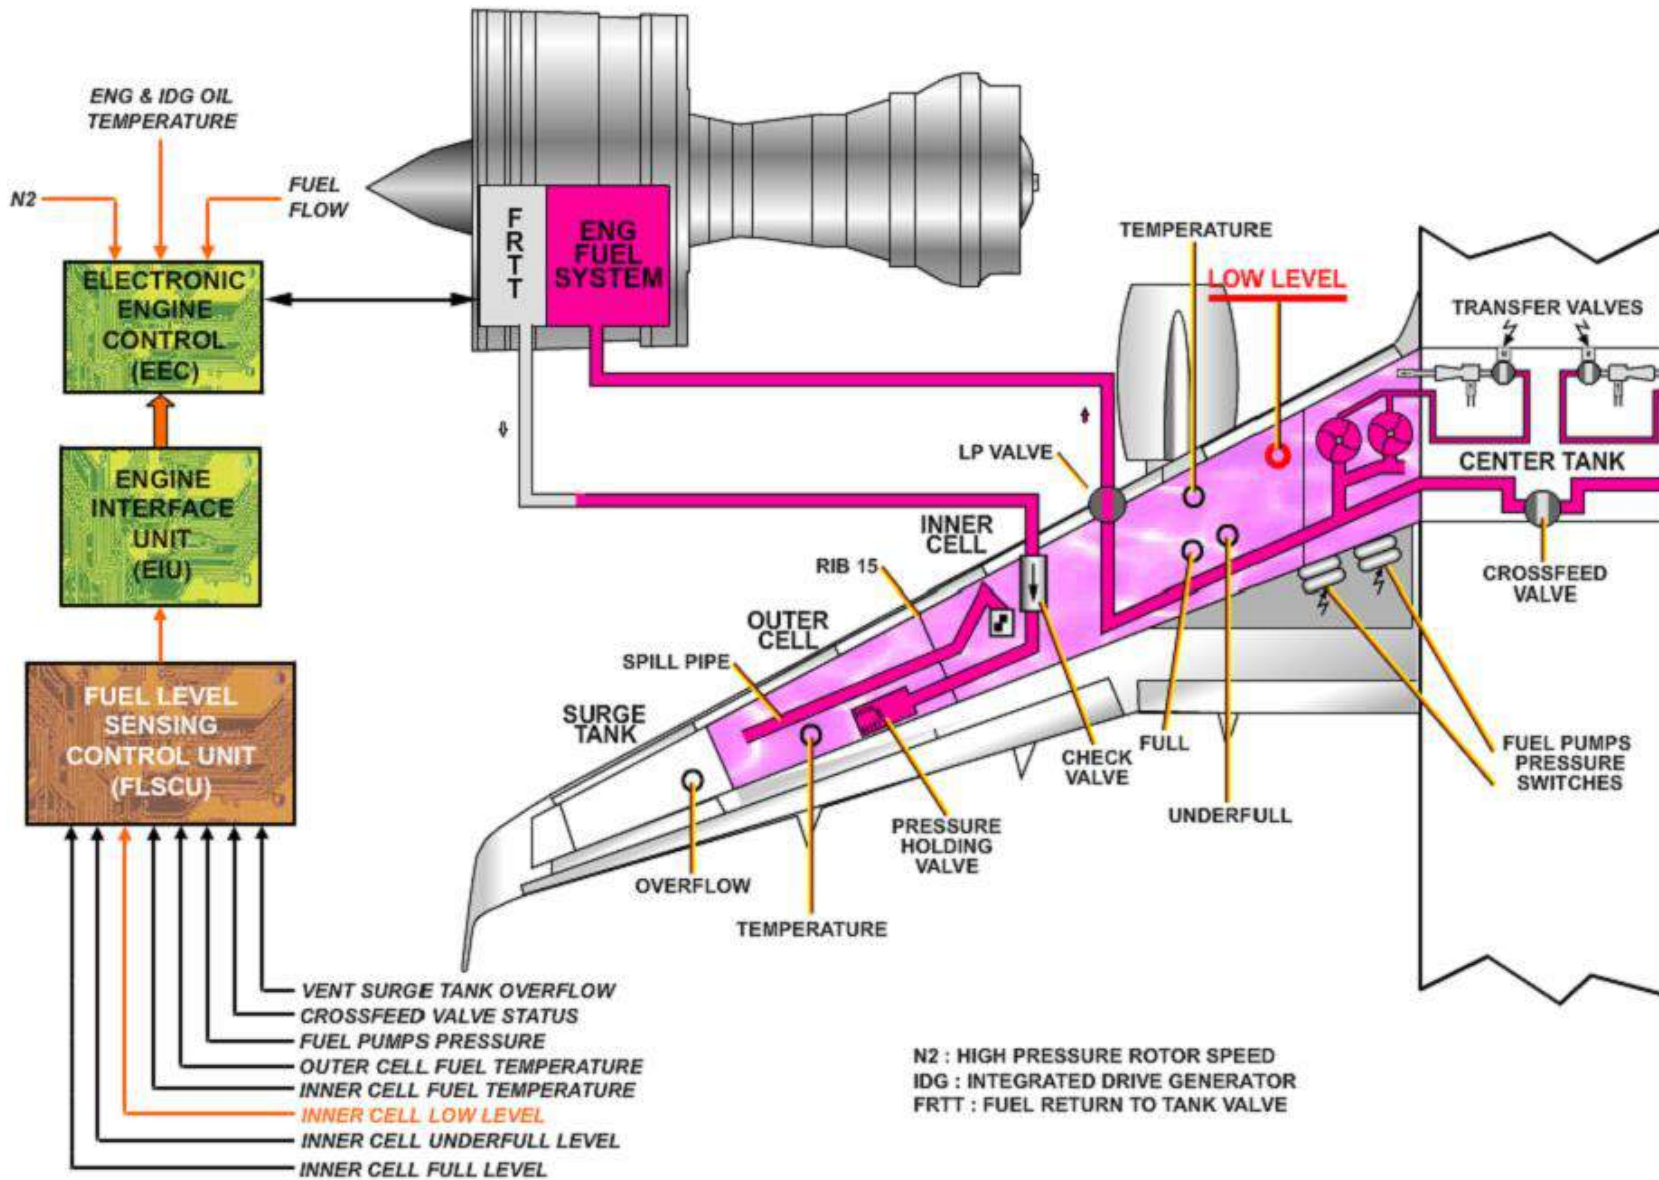 ENG & IDG OIL
TEMPERATURE
N2
FUEL
FLOW
ELECTRONIC
ENGINE
CONTROL
(EEC)
ENGINE
INTERFACE
UNIT
(EIU)
FUEL LEVEL
SENSING
CONTROL UNIT
(FLSCU)
VENT SURGE TANK OVERFLOW
CROSSFEED VALVE STATUS
FUEL PUMPS PRESSURE
OUTER CELL FUEL TEMPERATURE
INNER CELL FUEL TEMPERATURE
INNER CELL LOW LEVEL
INNER CELL UNDERFULL LEVEL
INNER CELL FULL LEVEL
FRTT
ENG
FUEL
SYSTEM
TEMPERATURE
LOW LEVEL
TRANSFER VALVES
LP VALVE
CENTER TANK
INNER
CELL
RIB 15
CROSSFEED
VALVE
OUTER
CELL
SPILL PIPE
SURGE
TANK
FULL
CHECK
VALVE
FUEL PUMPS
PRESSURE
SWITCHES
UNDERFULL
PRESSURE
HOLDING
VALVE
OVERFLOW
TEMPERATURE
N2 : HIGH PRESSURE ROTOR SPEED
IDG : INTEGRATED DRIVE GENERATOR
FRTT : FUEL RETURN TO TANK VALVE